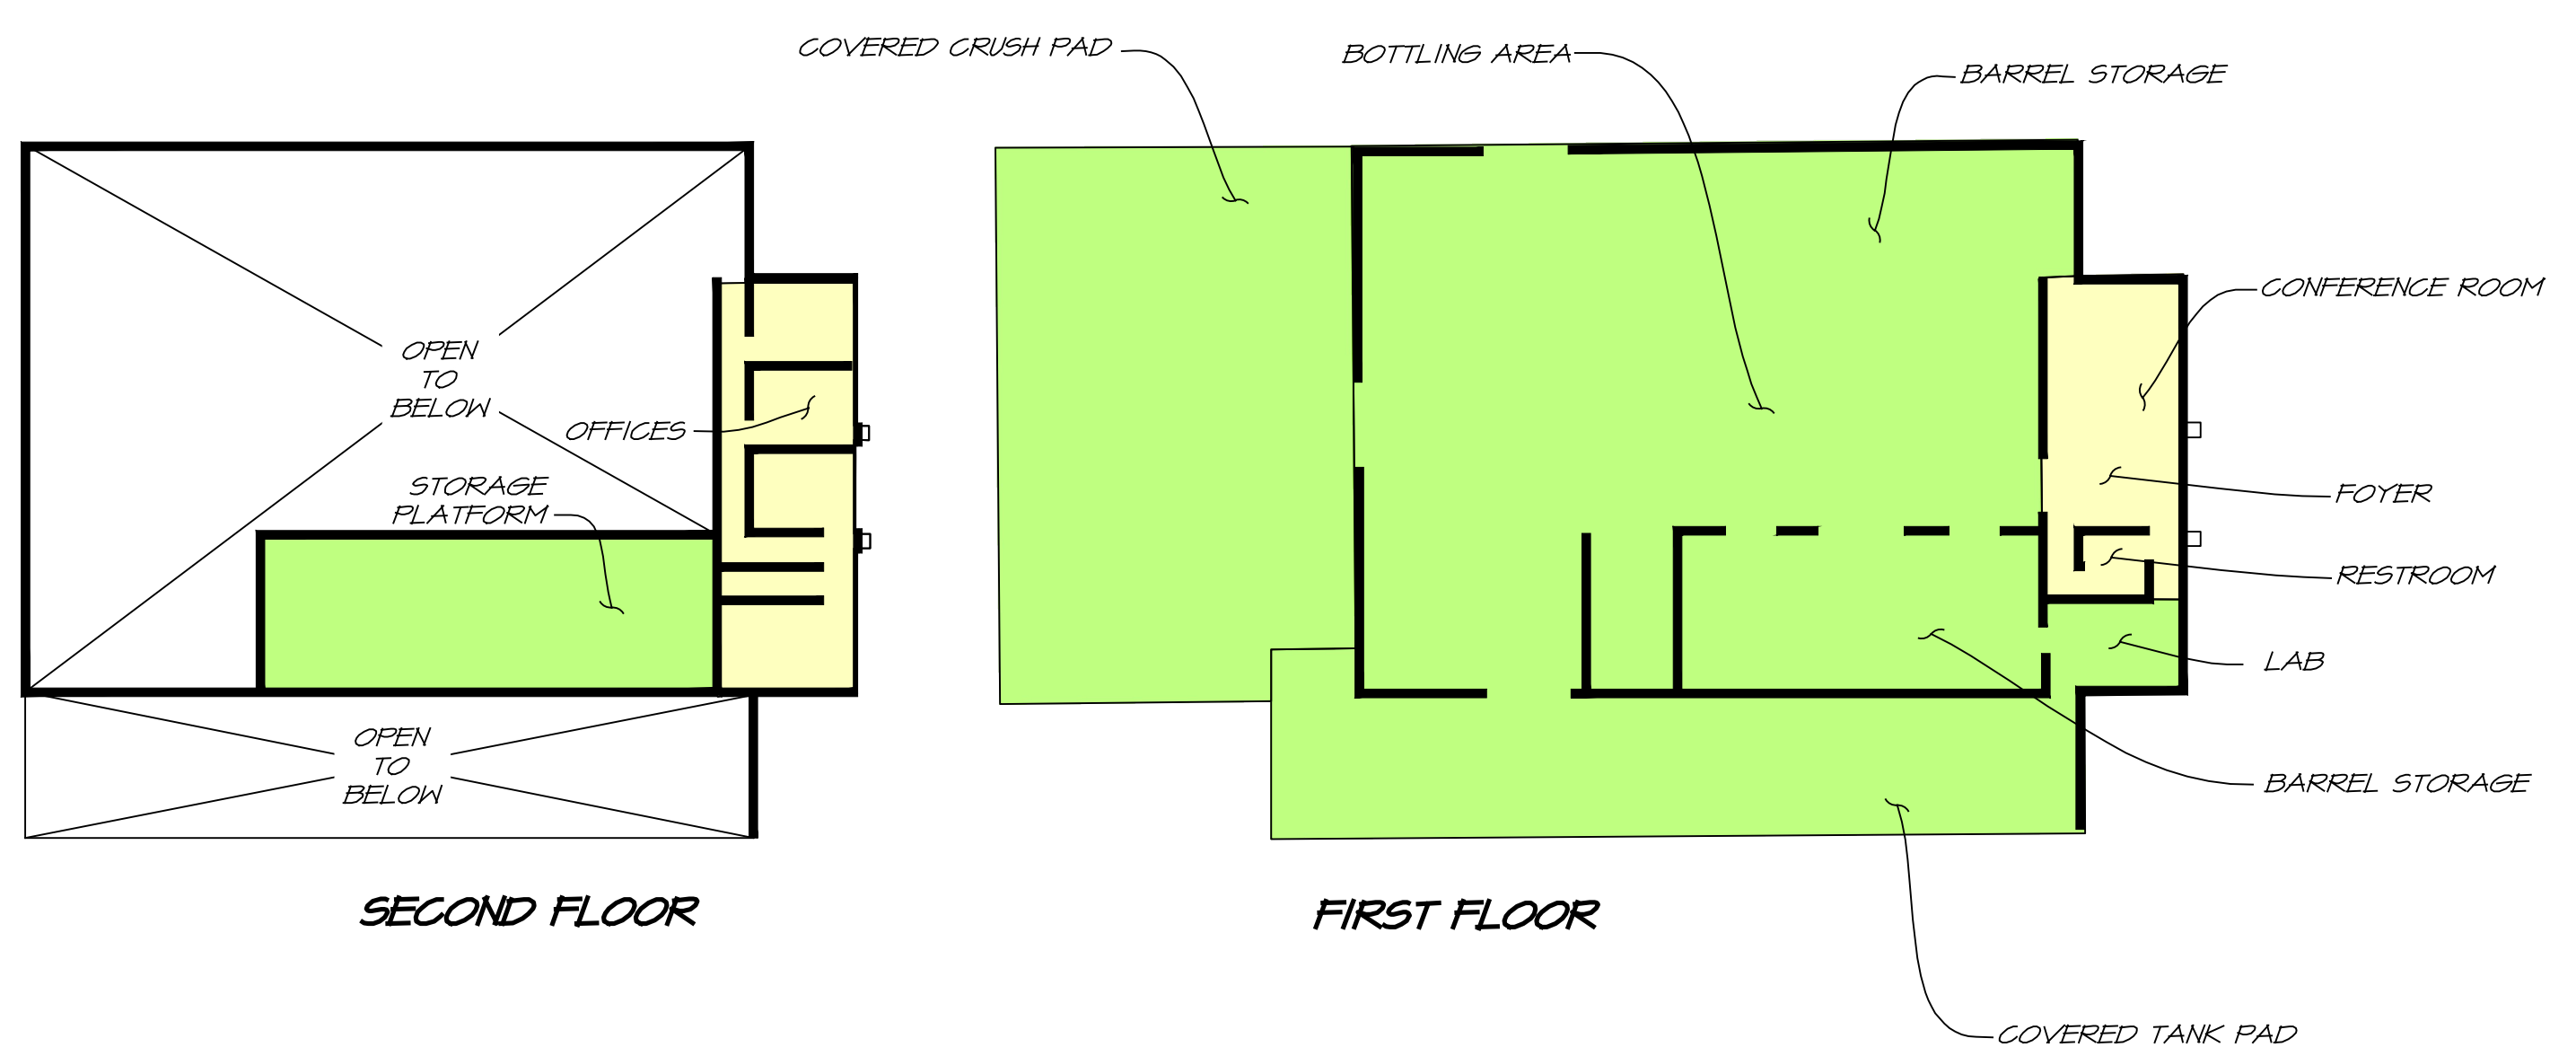 COVERED CRUSH PAD
BOTTLING AREA
BARREL STORAGE
CONFERENCE ROOM
OPEN
TO
BELOW
OFFICES
STORAGE
PLATFORM
FOYER
RESTROOM
LAB
OPEN
TO
BELOW
BARREL STORAGE
SECOND FLOOR
FIRST FLOOR
COVERED TANK PAD